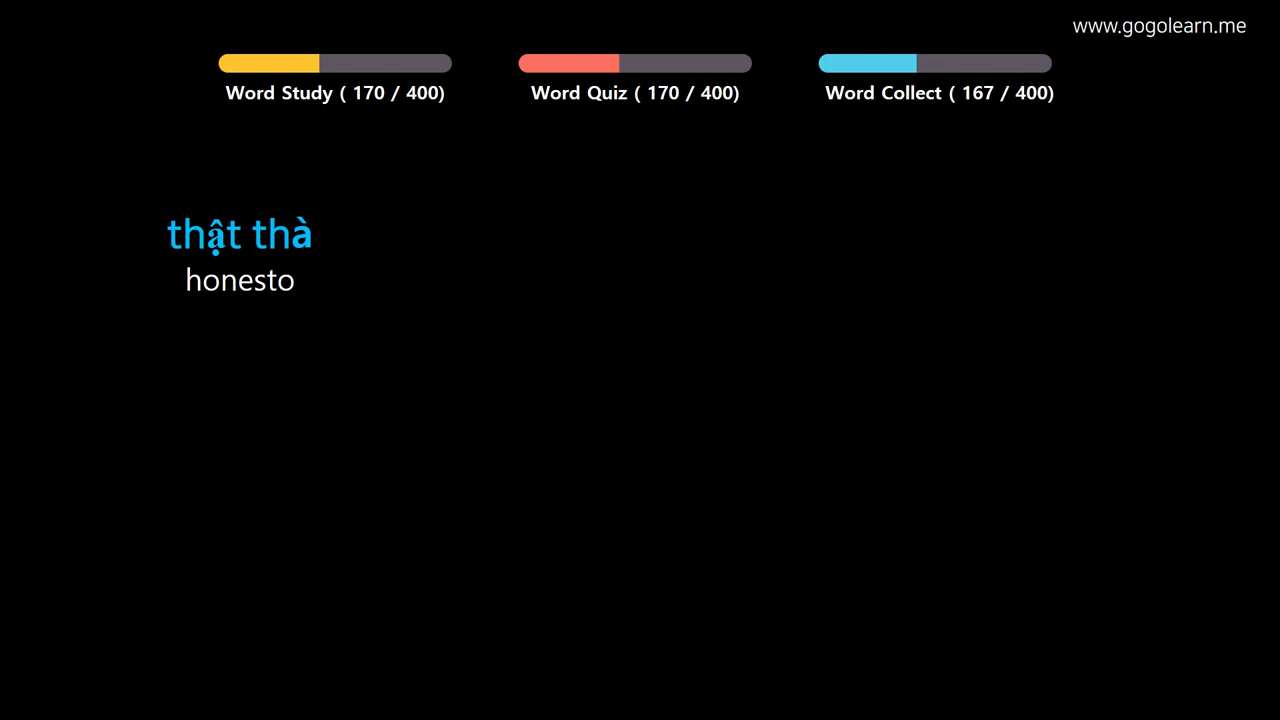 www.gogolearn.me
Word Study ( 170 / 400)
Word Quiz ( 170 / 400)
Word Collect ( 167 / 400)
thật thà
honesto